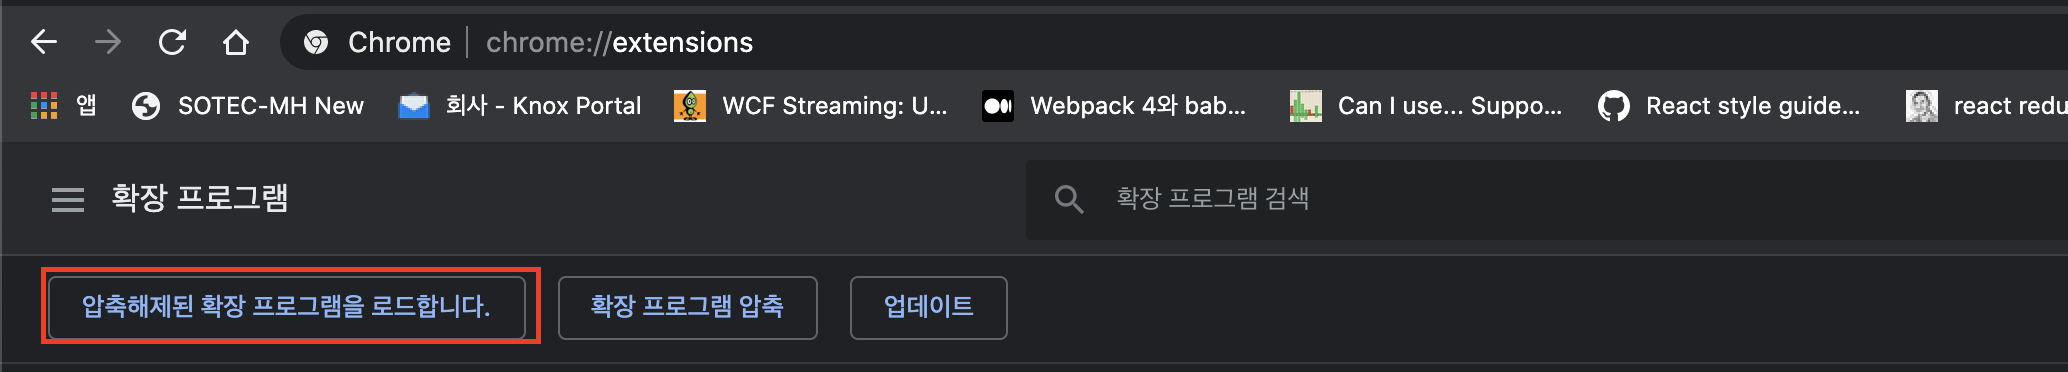 Chrome | chrome://extensions
앱 SOTEC-MH New 회사 - Knox Portal WCF Streaming: U... Webpack 4와 bab... Can I use... Suppo... React style guide... react redu
확장 프로그램 확장 프로그램 검색
압축해제된 확장 프로그램을 로드합니다. 확장 프로그램 압축 업데이트